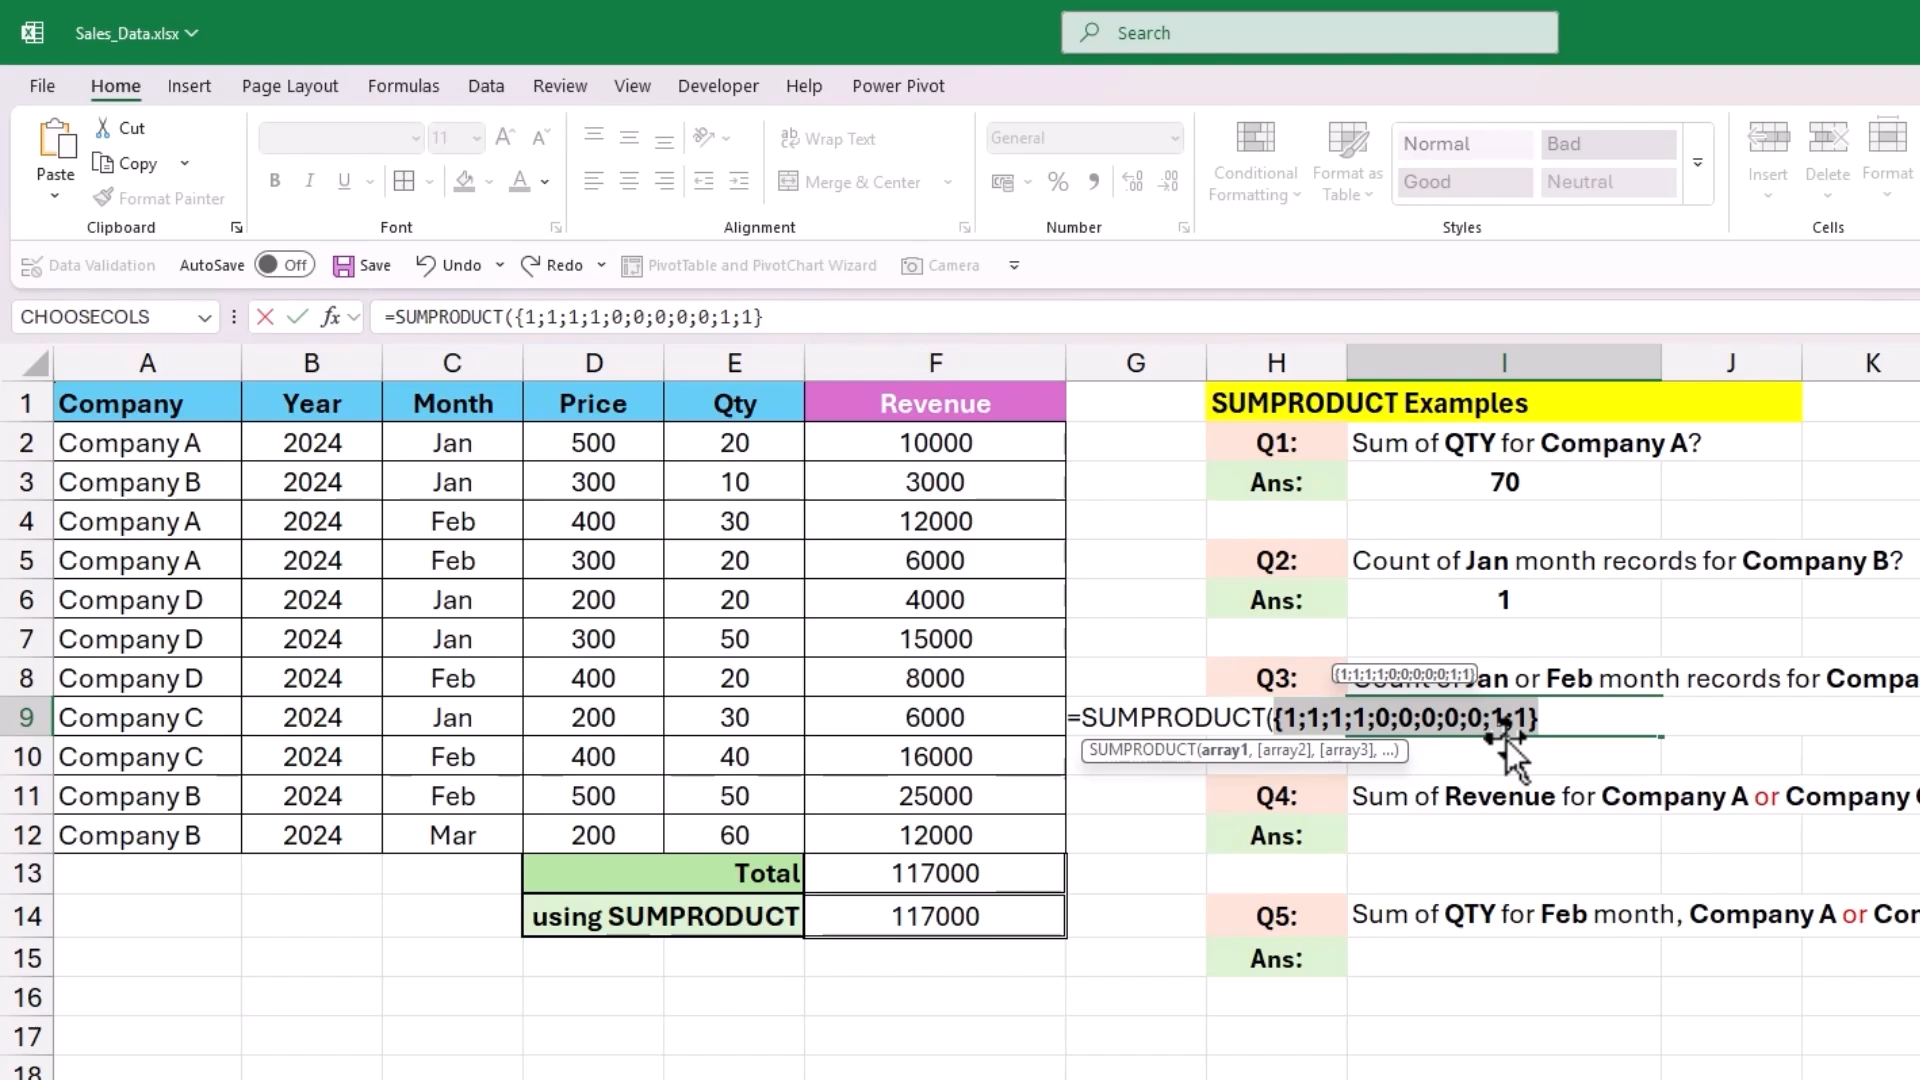 Sales_Data.xlsx
Search
File Home Insert Page Layout Formulas Data Review View Developer Help Power Pivot
Paste
Cut
Copy
Format Painter
Clipboard
11
B I U
Font
Wrap Text
Merge & Center
Alignment
General
Number
Conditional Formatting
Format as Table
Normal Bad
Good Neutral
Styles
Insert Delete Format
Cells
Data Validation AutoSave Off Save Undo Redo PivotTable and PivotChart Wizard Camera
CHOOSECOLS fx =SUMPRODUCT({1;1;1;1;0;0;0;0;0;1;1}
A B C D E F G H I J K
1 Company Year Month Price Qty Revenue SUMPRODUCT Examples
2 Company A 2024 Jan 500 20 10000 Q1: Sum of QTY for Company A?
3 Company B 2024 Jan 300 10 3000 Ans: 70
4 Company A 2024 Feb 400 30 12000
5 Company A 2024 Feb 300 20 6000 Q2: Count of Jan month records for Company B?
6 Company D 2024 Jan 200 20 4000 Ans: 1
7 Company D 2024 Jan 300 50 15000
{1;1;1;1;0;0;0;0;0;1;1}
8 Company D 2024 Feb 400 20 8000 Q3: Jan or Feb month records for Compa
9 Company C 2024 Jan 200 30 6000 =SUMPRODUCT({1;1;1;1;0;0;0;0;0;1;1}
SUMPRODUCT(array1, [array2], [array3], ...)
10 Company C 2024 Feb 400 40 16000
11 Company B 2024 Feb 500 50 25000 Q4: Sum of Revenue for Company A or Company
12 Company B 2024 Mar 200 60 12000 Ans:
13 Total 117000
14 using SUMPRODUCT 117000 Q5: Sum of QTY for Feb month, Company A or Con
15 Ans:
16
17
18